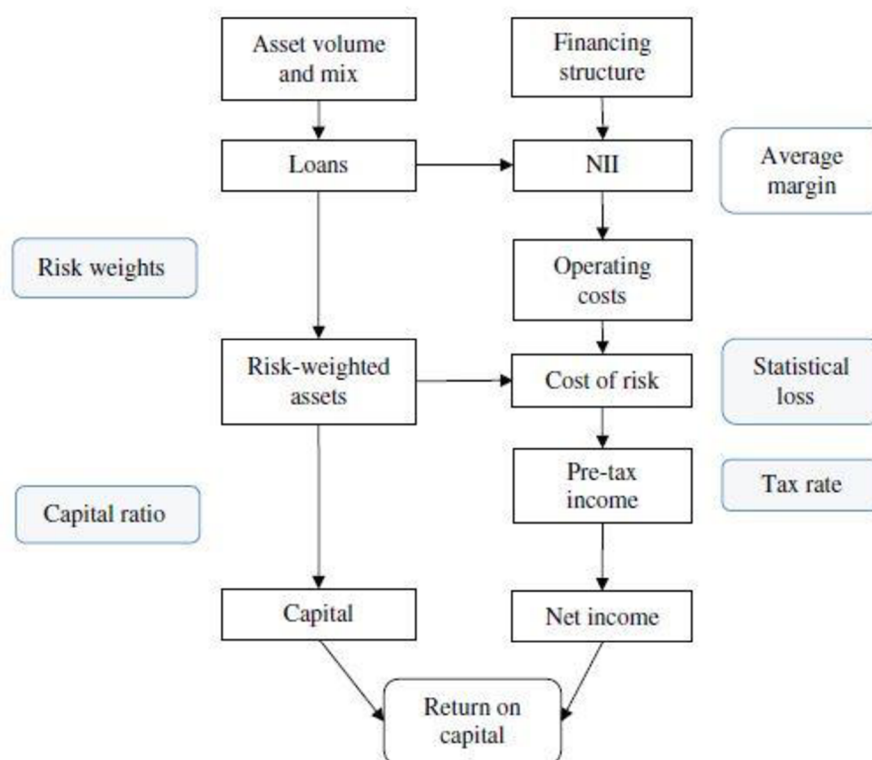 Asset volume
and mix
Financing
structure
Loans
NII
Average
margin
Risk weights
Operating
costs
Risk-weighted
assets
Cost of risk
Statistical
loss
Pre-tax
income
Tax rate
Capital ratio
Capital
Net income
Return on
capital